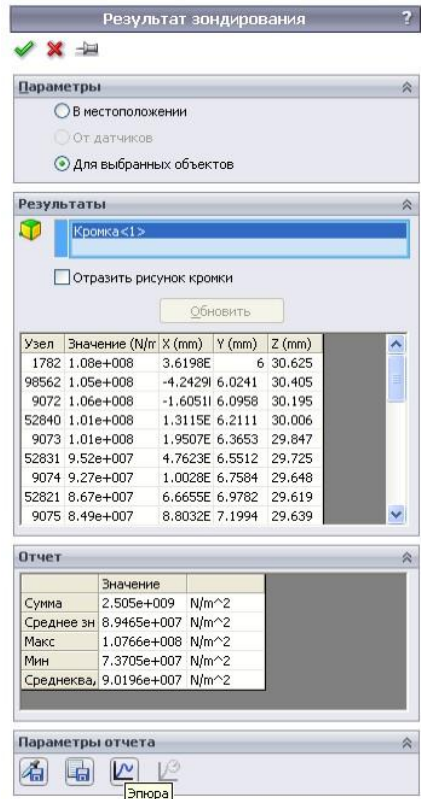 Результат зондирования ?
Параметры
В местоположении
От датчиков
Для выбранных объектов
Результаты
Кромка<1>
Отразить рисунок кромки
Обновить
Узел Значение (N/m X (mm) Y (mm) Z (mm)
1782 1.08e+008 3.6198E 6 30.625
98562 1.05e+008 -4.2429 6.0241 30.405
9072 1.06e+008 -1.6051 6.0958 30.195
52840 1.01e+008 1.3115E 6.2111 30.006
9073 1.01e+008 1.9507E 6.3653 29.847
52831 9.52e+007 4.7623E 6.5512 29.725
9074 9.27e+007 1.0028E 6.7584 29.648
52821 8.67e+007 6.6655E 6.9782 29.619
9075 8.49e+007 8.8032E 7.1994 29.639
Отчет
Значение
Сумма 2.505e+009 N/m^2
Среднее зн 8.9465e+007 N/m^2
Макс 1.0766e+008 N/m^2
Мин 7.3705e+007 N/m^2
Среднеква, 9.0196e+007 N/m^2
Параметры отчета
Эпюра